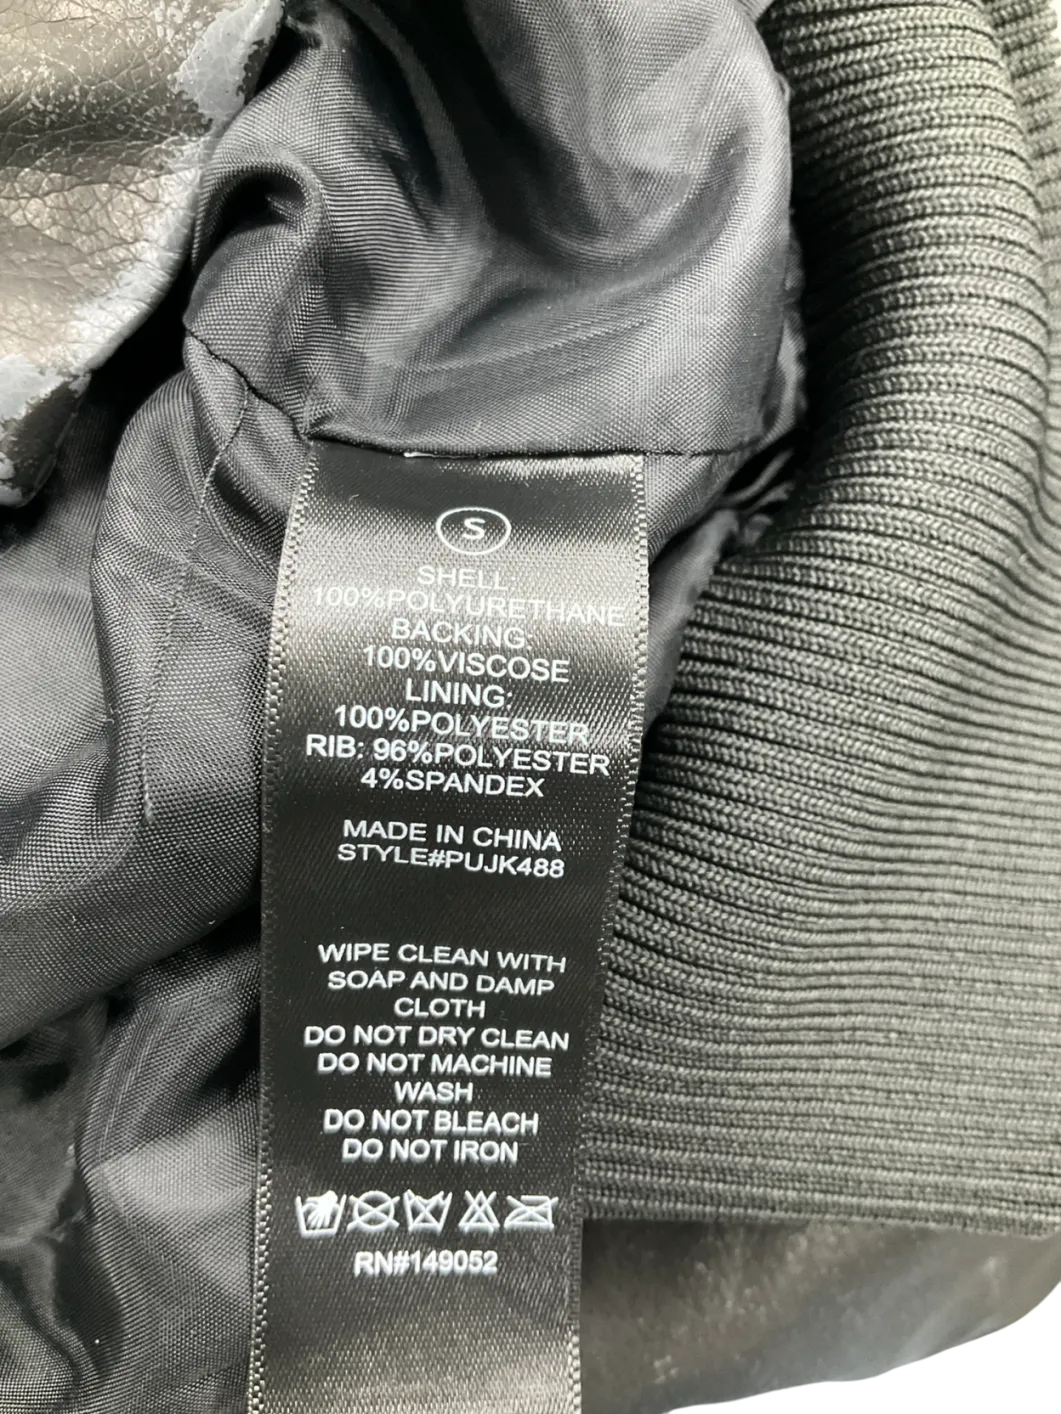 S
SHELL:
100%POLYURETHANE
BACKING:
100%VISCOSE
LINING:
100%POLYESTER
RIB: 96%POLYESTER
4%SPANDEX
MADE IN CHINA
STYLE#PUJK488
WIPE CLEAN WITH
SOAP AND DAMP
CLOTH
DO NOT DRY CLEAN
DO NOT MACHINE
WASH
DO NOT BLEACH
DO NOT IRON
RN#149052